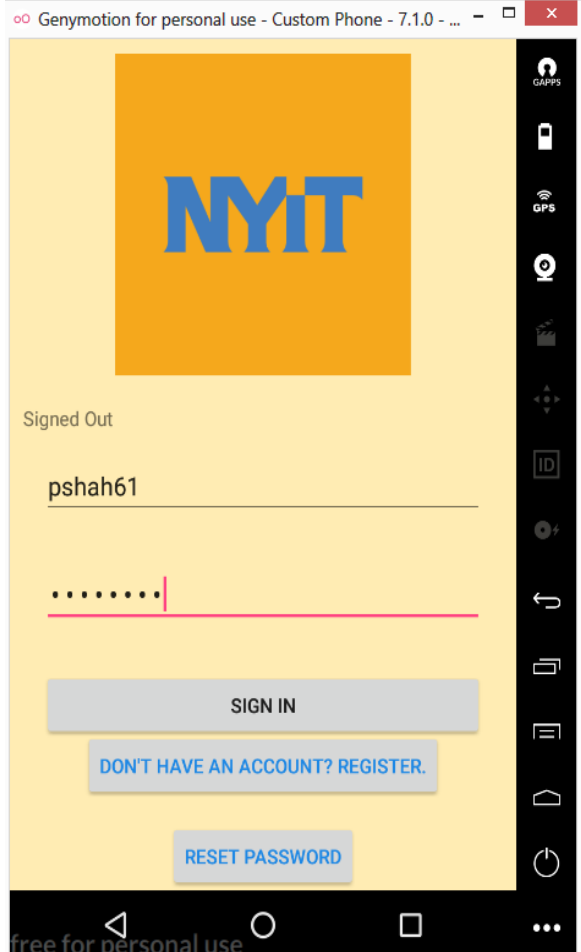 Genymotion for personal use - Custom Phone - 7.1.0 - ...
GAPPS
NYIT
GPS
Signed Out
pshah61
ID
SIGN IN
DON'T HAVE AN ACCOUNT? REGISTER.
RESET PASSWORD
free for personal use